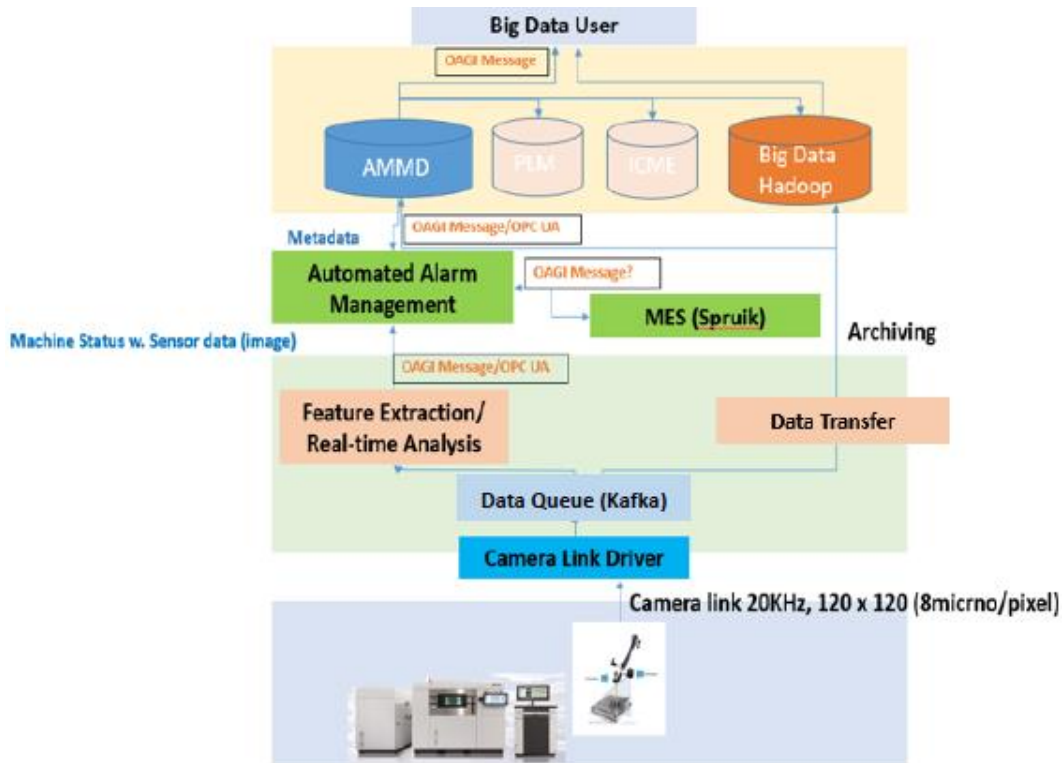 Big Data User
OAGI Message
AMMD
PLM
ICME
Big Data
Hadoop
OAGI Message/OPC UA
Metadata
Automated Alarm
Management
OAGI Message?
MES (Spruik)
Archiving
Machine Status w. Sensor data (image)
OAGI Message/OPC UA
Feature Extraction/
Real-time Analysis
Data Transfer
Data Queue (Kafka)
Camera Link Driver
Camera link 20KHz, 120 x 120 (8micrno/pixel)